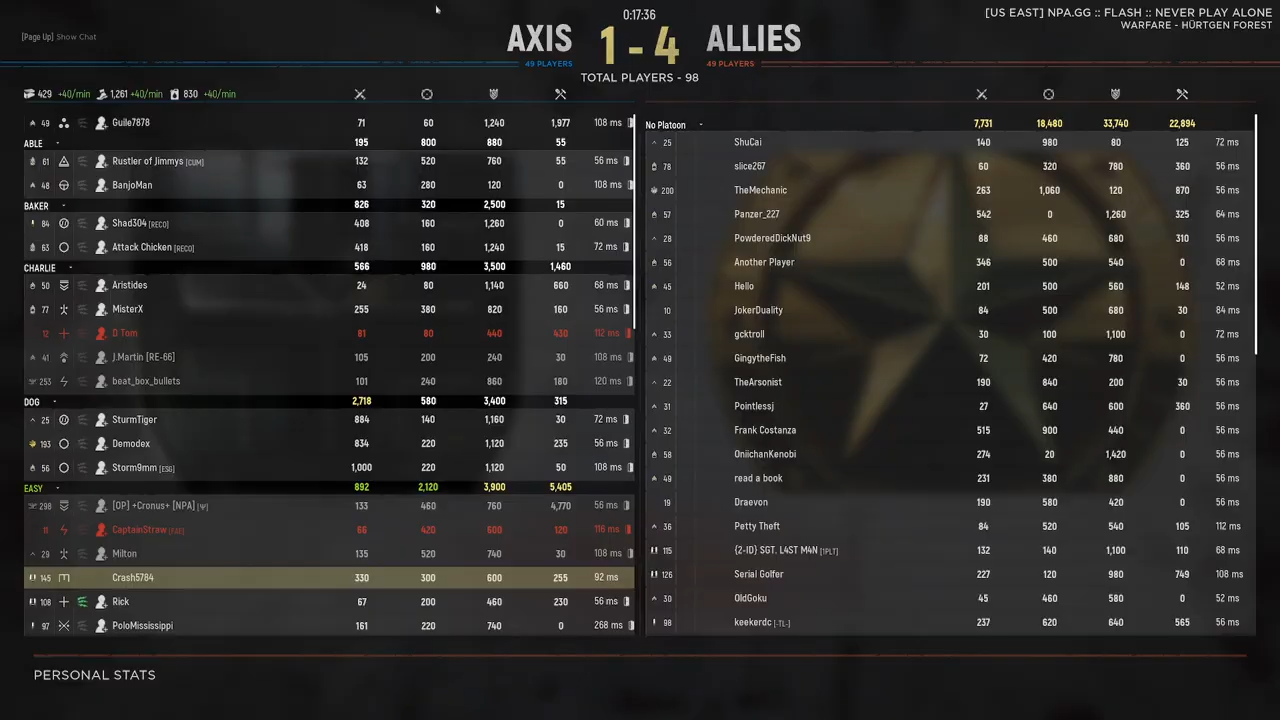 0:17:36
[US EAST] NPA.GG :: FLASH :: NEVER PLAY ALONE
WARFARE - HÜRTGEN FOREST
[Page Up] Show Chat
AXIS 1 - 4 ALLIES
49 PLAYERS 49 PLAYERS
TOTAL PLAYERS - 98
429 +40/min 1,261 +40/min 830 +40/min
49 Guile7878 71 60 1,240 1,977 108 ms
ABLE - 195 800 880 55
61 Rustler of Jimmys [CUM] 132 520 760 55 56 ms
48 BanjoMan 63 280 120 0 108 ms
BAKER - 826 320 2,500 15
84 Shad304 [RECO] 408 160 1,260 0 60 ms
63 Attack Chicken [RECO] 418 160 1,240 15 72 ms
CHARLIE - 566 980 3,500 1,460
50 Aristides 24 80 1,140 660 68 ms
77 MisterX 255 380 820 160 56 ms
12 D Tom 81 80 440 430 112 ms
41 J.Martin [RE-66] 105 200 240 30 108 ms
253 beat_box_bullets 101 240 860 180 120 ms
DOG - 2,718 580 3,400 315
25 SturmTiger 884 140 1,160 30 72 ms
193 Demodex 834 220 1,120 235 56 ms
56 Storm9mm [ESG] 1,000 220 1,120 50 108 ms
EASY - 892 2,120 3,900 5,405
298 [OP] +Cronus+ [NPA] [Ψ] 133 460 760 4,770 56 ms
11 CaptainStraw [FAF] 66 420 600 120 116 ms
29 Milton 135 520 740 30 108 ms
145 Crash5784 330 300 600 255 92 ms
108 Rick 67 200 460 230 56 ms
97 PoloMississippi 161 220 740 0 268 ms
No Platoon - 7,731 18,480 33,740 22,894
25 ShuCai 140 980 80 125 72 ms
78 slice267 60 320 780 360 56 ms
200 TheMechanic 263 1,060 120 870 56 ms
57 Panzer_227 542 0 1,260 325 64 ms
28 PowderedDickNut9 88 460 680 310 56 ms
56 Another Player 346 500 540 0 68 ms
45 Hello 201 500 560 148 52 ms
10 JokerDuality 84 500 680 30 84 ms
33 gcktroll 30 100 1,100 0 72 ms
49 GingytheFish 72 420 780 0 56 ms
22 TheArsonist 190 840 200 30 56 ms
31 Pointlessj 27 640 600 360 56 ms
32 Frank Costanza 515 900 440 0 56 ms
58 OniichanKenobi 274 20 1,420 0 56 ms
49 read a book 231 380 880 0 56 ms
19 Draevon 190 580 420 0 56 ms
36 Petty Theft 84 520 540 105 112 ms
115 {2-ID} SGT. L4ST M4N [1PLT] 132 140 1,100 110 68 ms
126 Serial Golfer 227 120 980 749 108 ms
30 OldGoku 45 460 580 0 52 ms
98 keekerdc [-TL-] 237 620 640 565 56 ms
PERSONAL STATS